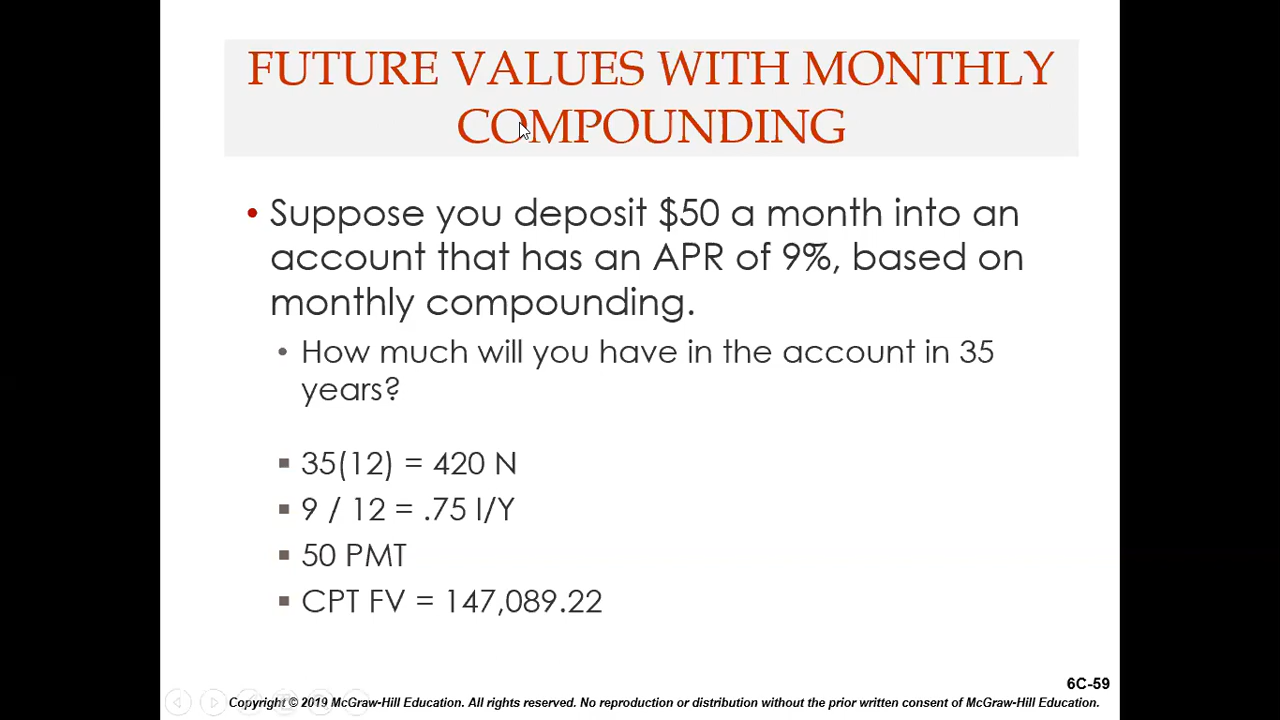 FUTURE VALUES WITH MONTHLY
COMPOUNDING
• Suppose you deposit $50 a month into an
account that has an APR of 9%, based on
monthly compounding.
• How much will you have in the account in 35
years?
▪ 35(12) = 420 N
▪ 9 / 12 = .75 I/Y
▪ 50 PMT
▪ CPT FV = 147,089.22
6C-59
Copyright © 2019 McGraw-Hill Education. All rights reserved. No reproduction or distribution without the prior written consent of McGraw-Hill Education.